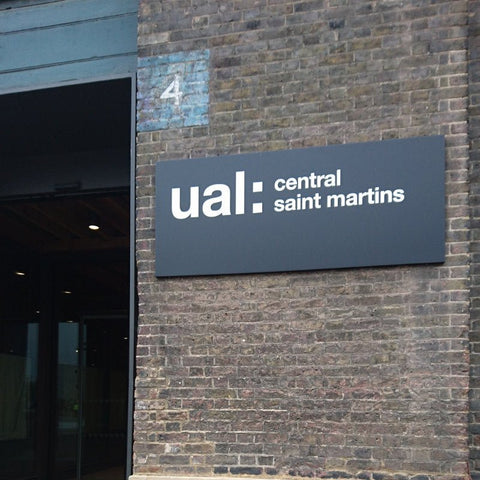 4
ual:
central
saint martins